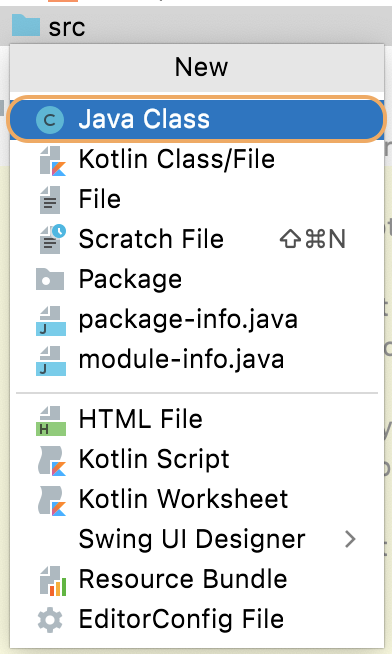 src
New
C Java Class
Kotlin Class/File
File
Scratch File ⇧⌘N
Package
J package-info.java
J module-info.java
H HTML File
Kotlin Script
Kotlin Worksheet
Swing UI Designer
Resource Bundle
EditorConfig File